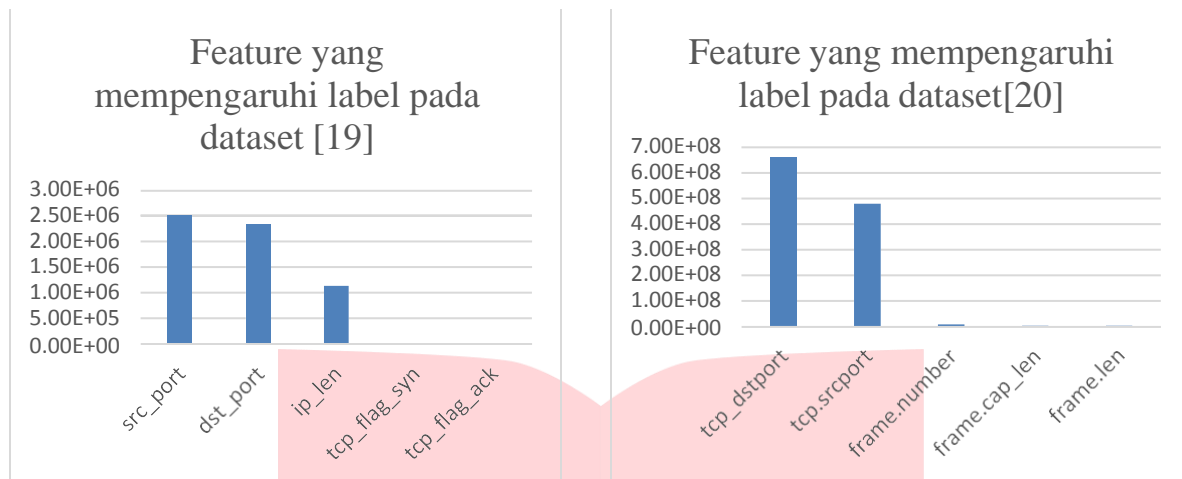 Feature yang
mempengaruhi label pada
dataset [19]
3.00E+06
2.50E+06
2.00E+06
1.50E+06
1.00E+06
5.00E+05
0.00E+00
src_port
dst_port
ip_len
tcp_flag_syn
tcp_flag_ack
Feature yang mempengaruhi
label pada dataset[20]
7.00E+08
6.00E+08
5.00E+08
4.00E+08
3.00E+08
2.00E+08
1.00E+08
0.00E+00
tcp_dstport
tcp.srcport
frame.number
frame.cap_len
frame.len